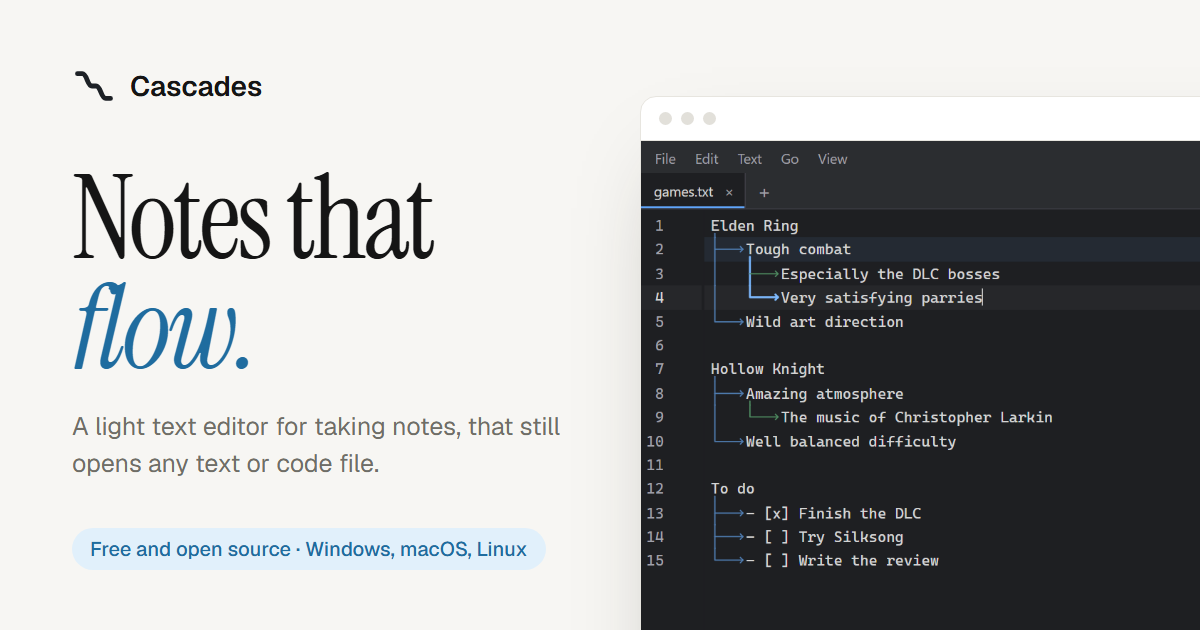 Cascades
Notes that
flow.
A light text editor for taking notes, that still
opens any text or code file.
Free and open source · Windows, macOS, Linux
File Edit Text Go View
games.txt × +
1 Elden Ring
2 Tough combat
3 Especially the DLC bosses
4 Very satisfying parries
5 Wild art direction
6
7 Hollow Knight
8 Amazing atmosphere
9 The music of Christopher Larkin
10 Well balanced difficulty
11
12 To do
13 - [x] Finish the DLC
14 - [ ] Try Silksong
15 - [ ] Write the review